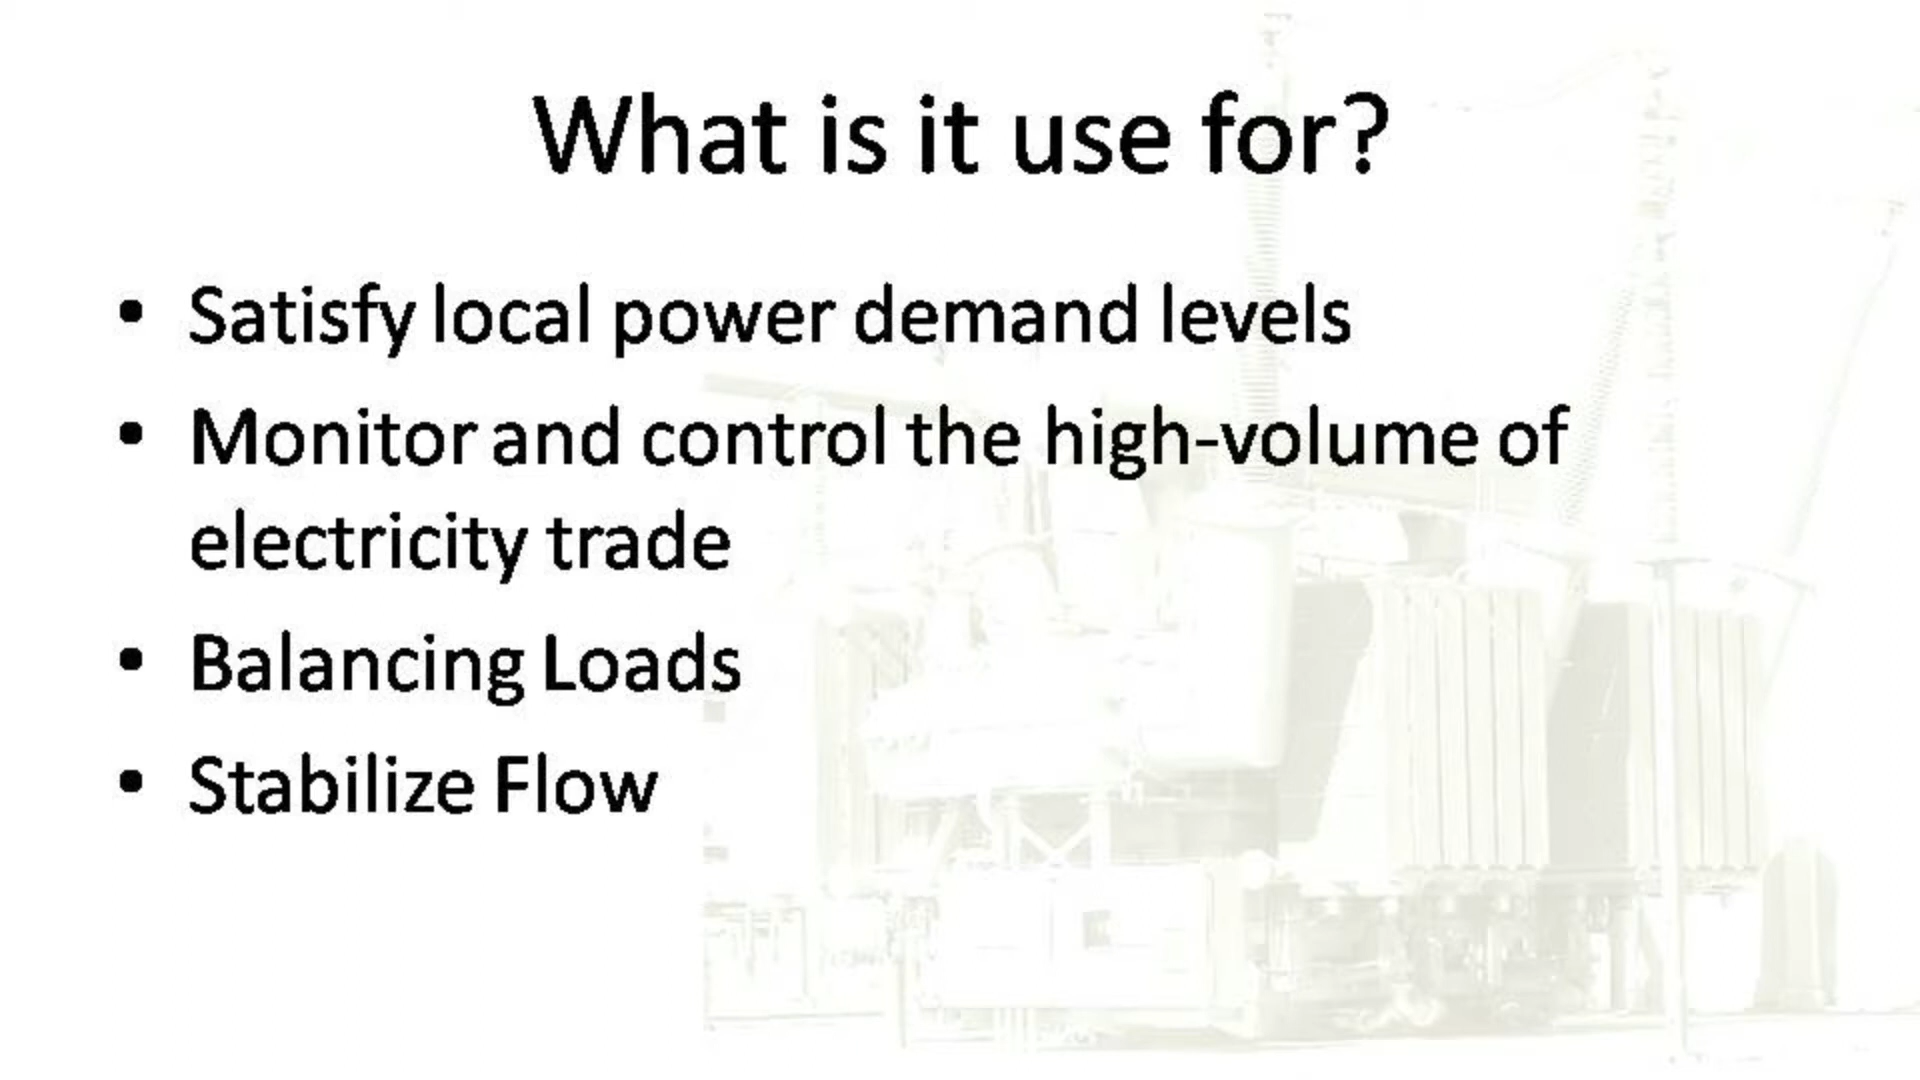 What is it use for?
• Satisfy local power demand levels
• Monitor and control the high-volume of
electricity trade
• Balancing Loads
• Stabilize Flow